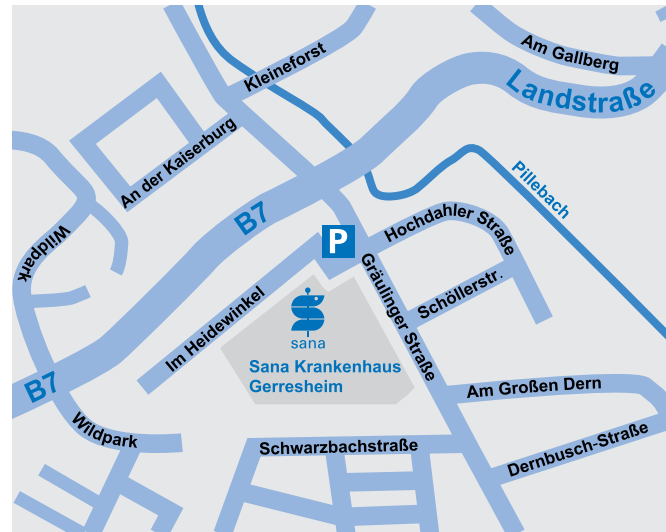 Am Gallberg
Kleineforst
Landstraße
An der Kaiserburg
Pillebach
B7
Wildpark
P
Hochdahler Straße
Gräulinger Straße
Schöllerstr.
Im Heidewinkel
sana
Sana Krankenhaus
Gerresheim
B7
Am Großen Dern
Wildpark
Schwarzbachstraße
Dernbusch-Straße